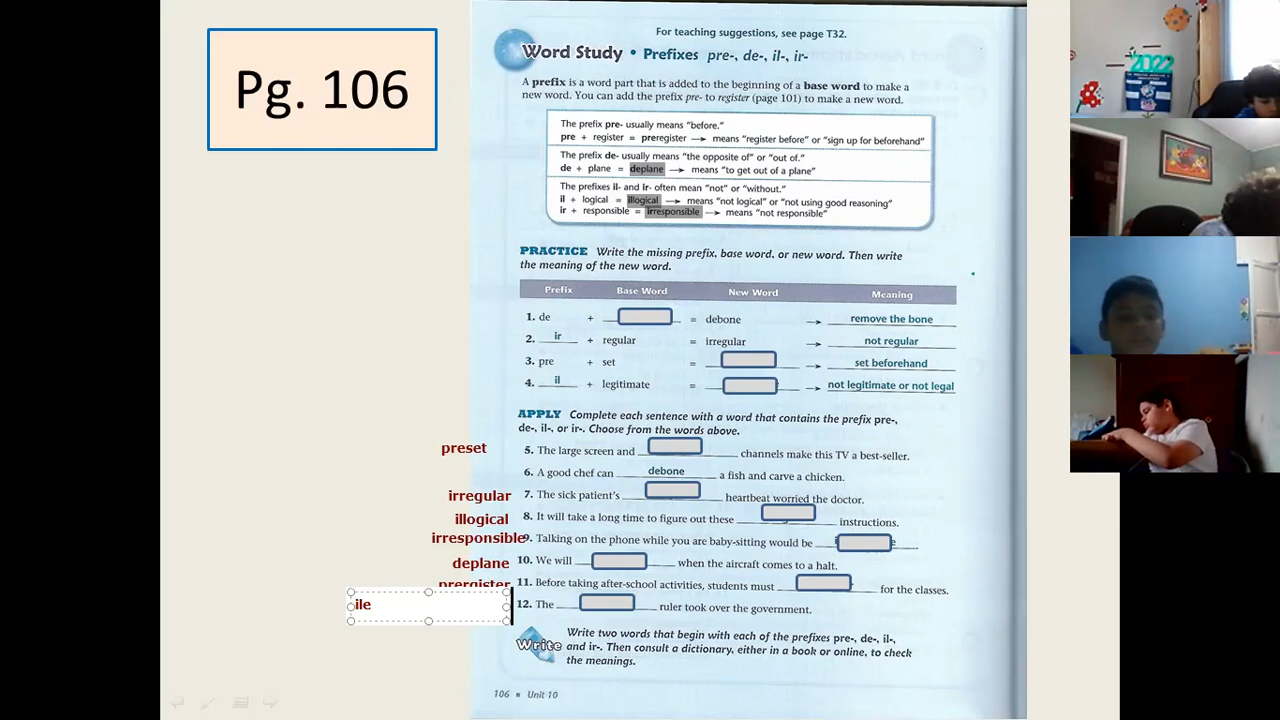 Pg. 106
For teaching suggestions, see page T32.
Word Study • Prefixes pre-, de-, il-, ir-
A prefix is a word part that is added to the beginning of a base word to make a
new word. You can add the prefix pre- to register (page 101) to make a new word.
The prefix pre- usually means "before."
pre + register = preregister → means "register before" or "sign up for beforehand"
The prefix de- usually means "the opposite of" or "out of."
de + plane = deplane → means "to get out of a plane"
The prefixes il- and ir- often mean "not" or "without."
il + logical = illogical → means "not logical" or "not using good reasoning"
ir + responsible = irresponsible → means "not responsible"
PRACTICE Write the missing prefix, base word, or new word. Then write
the meaning of the new word.
Prefix Base Word New Word Meaning
1. de + = debone → remove the bone
2. ir + regular = irregular → not regular
3. pre + set = → set beforehand
4. il + legitimate = → not legitimate or not legal
APPLY Complete each sentence with a word that contains the prefix pre-,
de-, il-, or ir-. Choose from the words above.
preset 5. The large screen and channels make this TV a best-seller.
6. A good chef can debone a fish and carve a chicken.
irregular 7. The sick patient's heartbeat worried the doctor.
illogical 8. It will take a long time to figure out these instructions.
irresponsible 9. Talking on the phone while you are baby-sitting would be
deplane 10. We will when the aircraft comes to a halt.
prergister 11. Before taking after-school activities, students must for the classes.
ile 12. The ruler took over the government.
Write Write two words that begin with each of the prefixes pre-, de-, il-,
and ir-. Then consult a dictionary, either in a book or online, to check
the meanings.
106 ■ Unit 10
2022